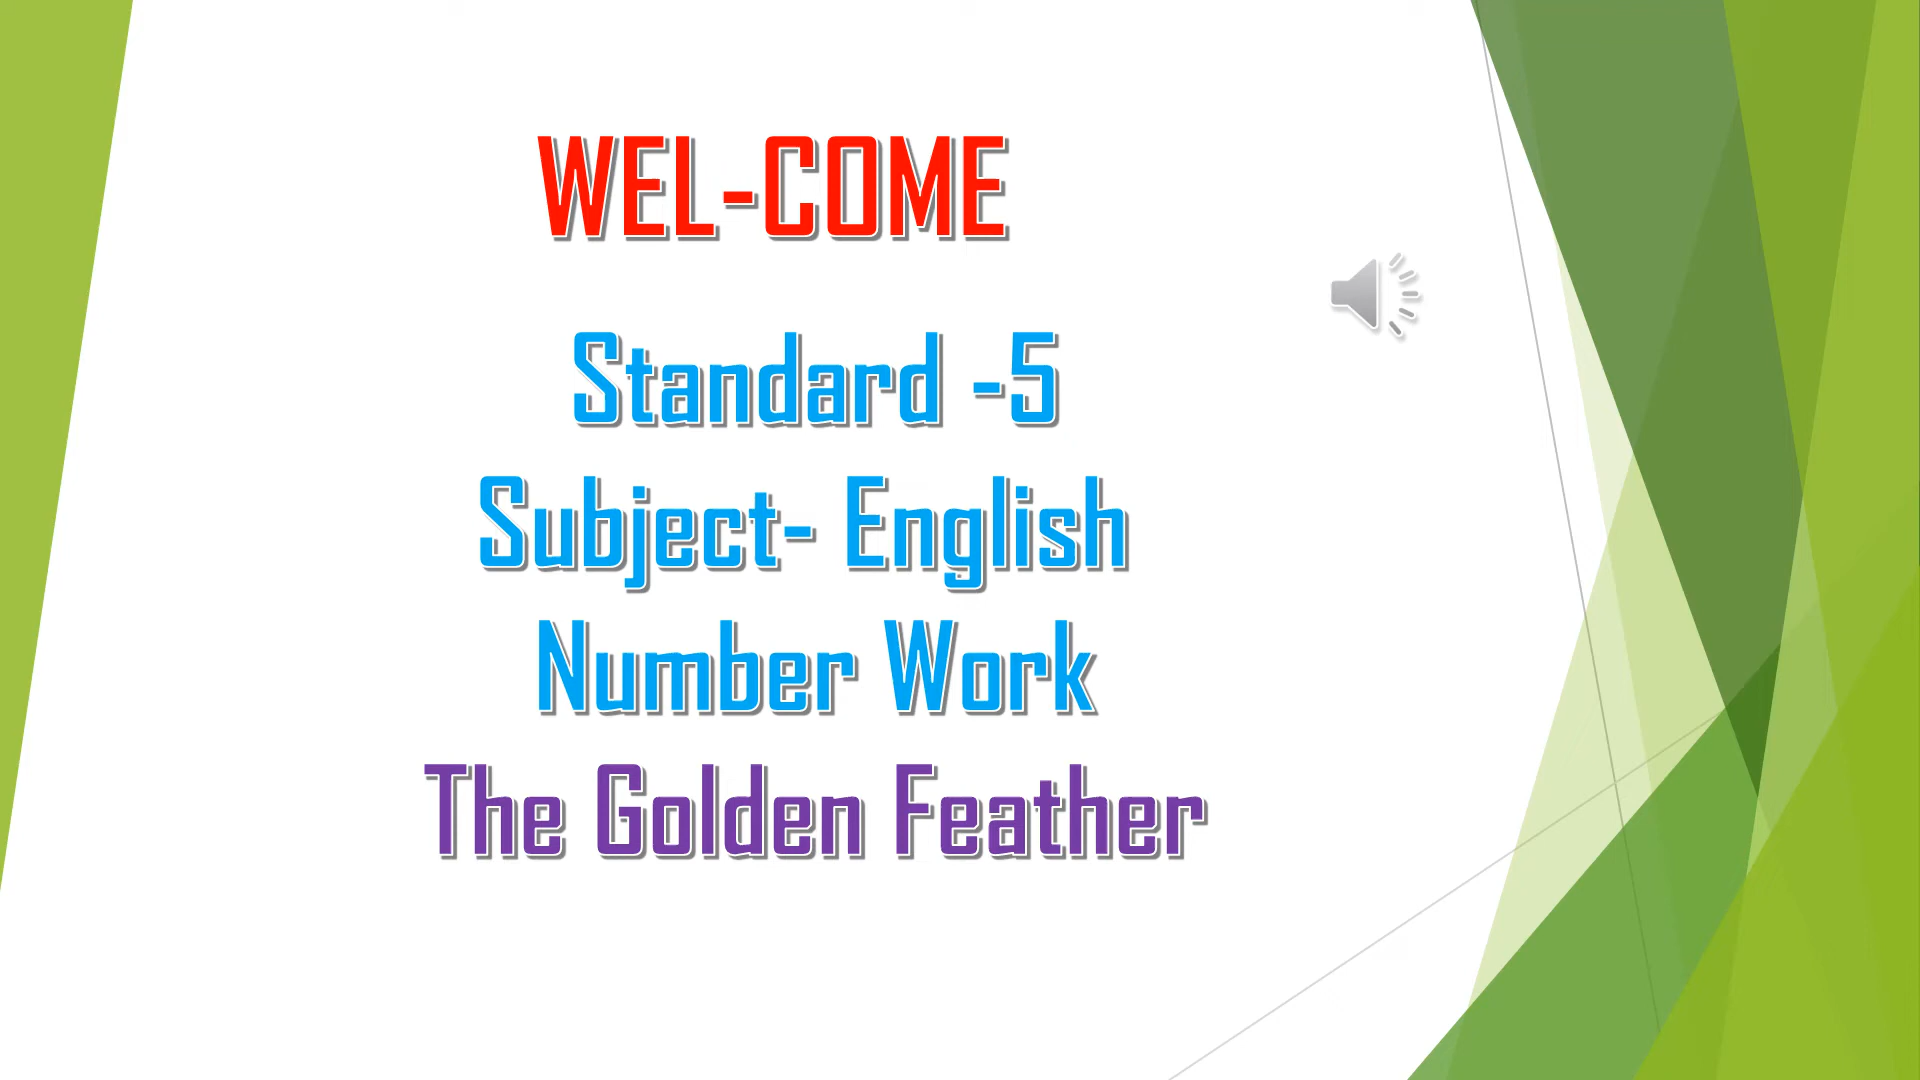 WEL-COME
Standard -5
Subject- English
Number Work
The Golden Feather